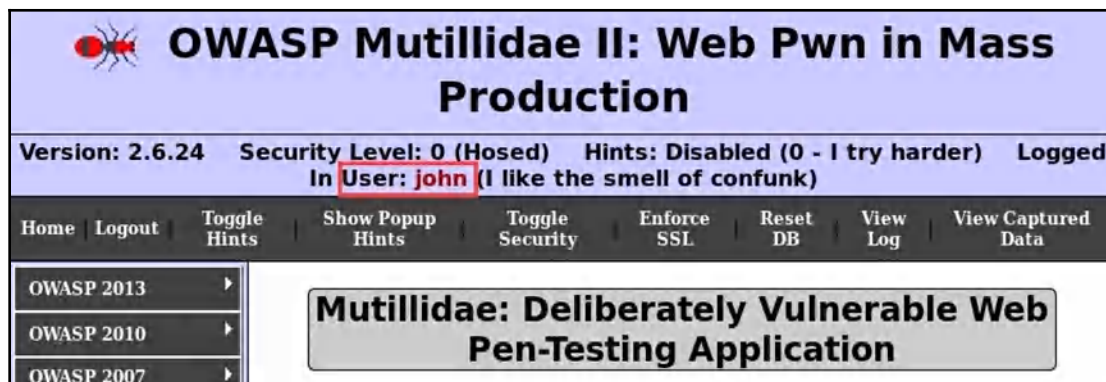 OWASP Mutillidae II: Web Pwn in Mass
Production
Version: 2.6.24 Security Level: 0 (Hosed) Hints: Disabled (0 - I try harder) Logged
In User: john (I like the smell of confunk)
Home Logout Toggle Hints Show Popup Hints Toggle Security Enforce SSL Reset DB View Log View Captured Data
OWASP 2013
OWASP 2010
OWASP 2007
Mutillidae: Deliberately Vulnerable Web
Pen-Testing Application